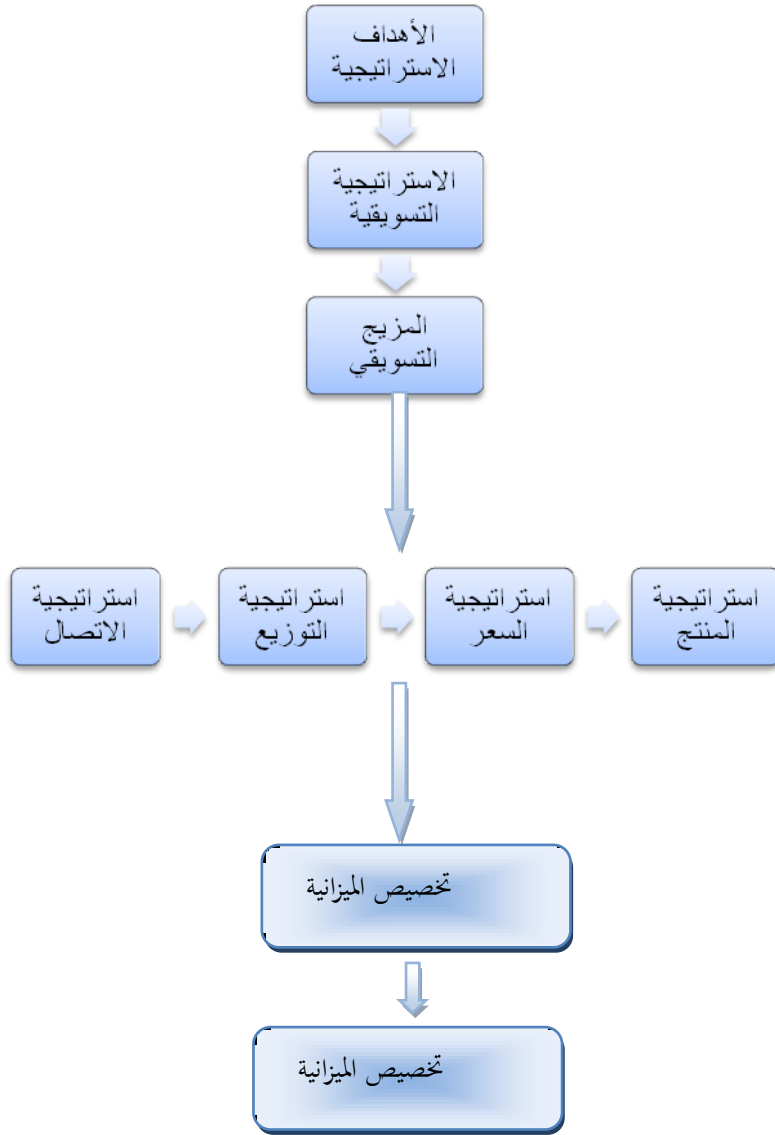 الأهداف
الاستراتيجية
الاستراتيجية
التسويقية
المزيج
التسويقي
استراتيجية
المنتج
استراتيجية
السعر
استراتيجية
التوزيع
استراتيجية
الاتصال
تخصيص الميزانية
تخصيص الميزانية